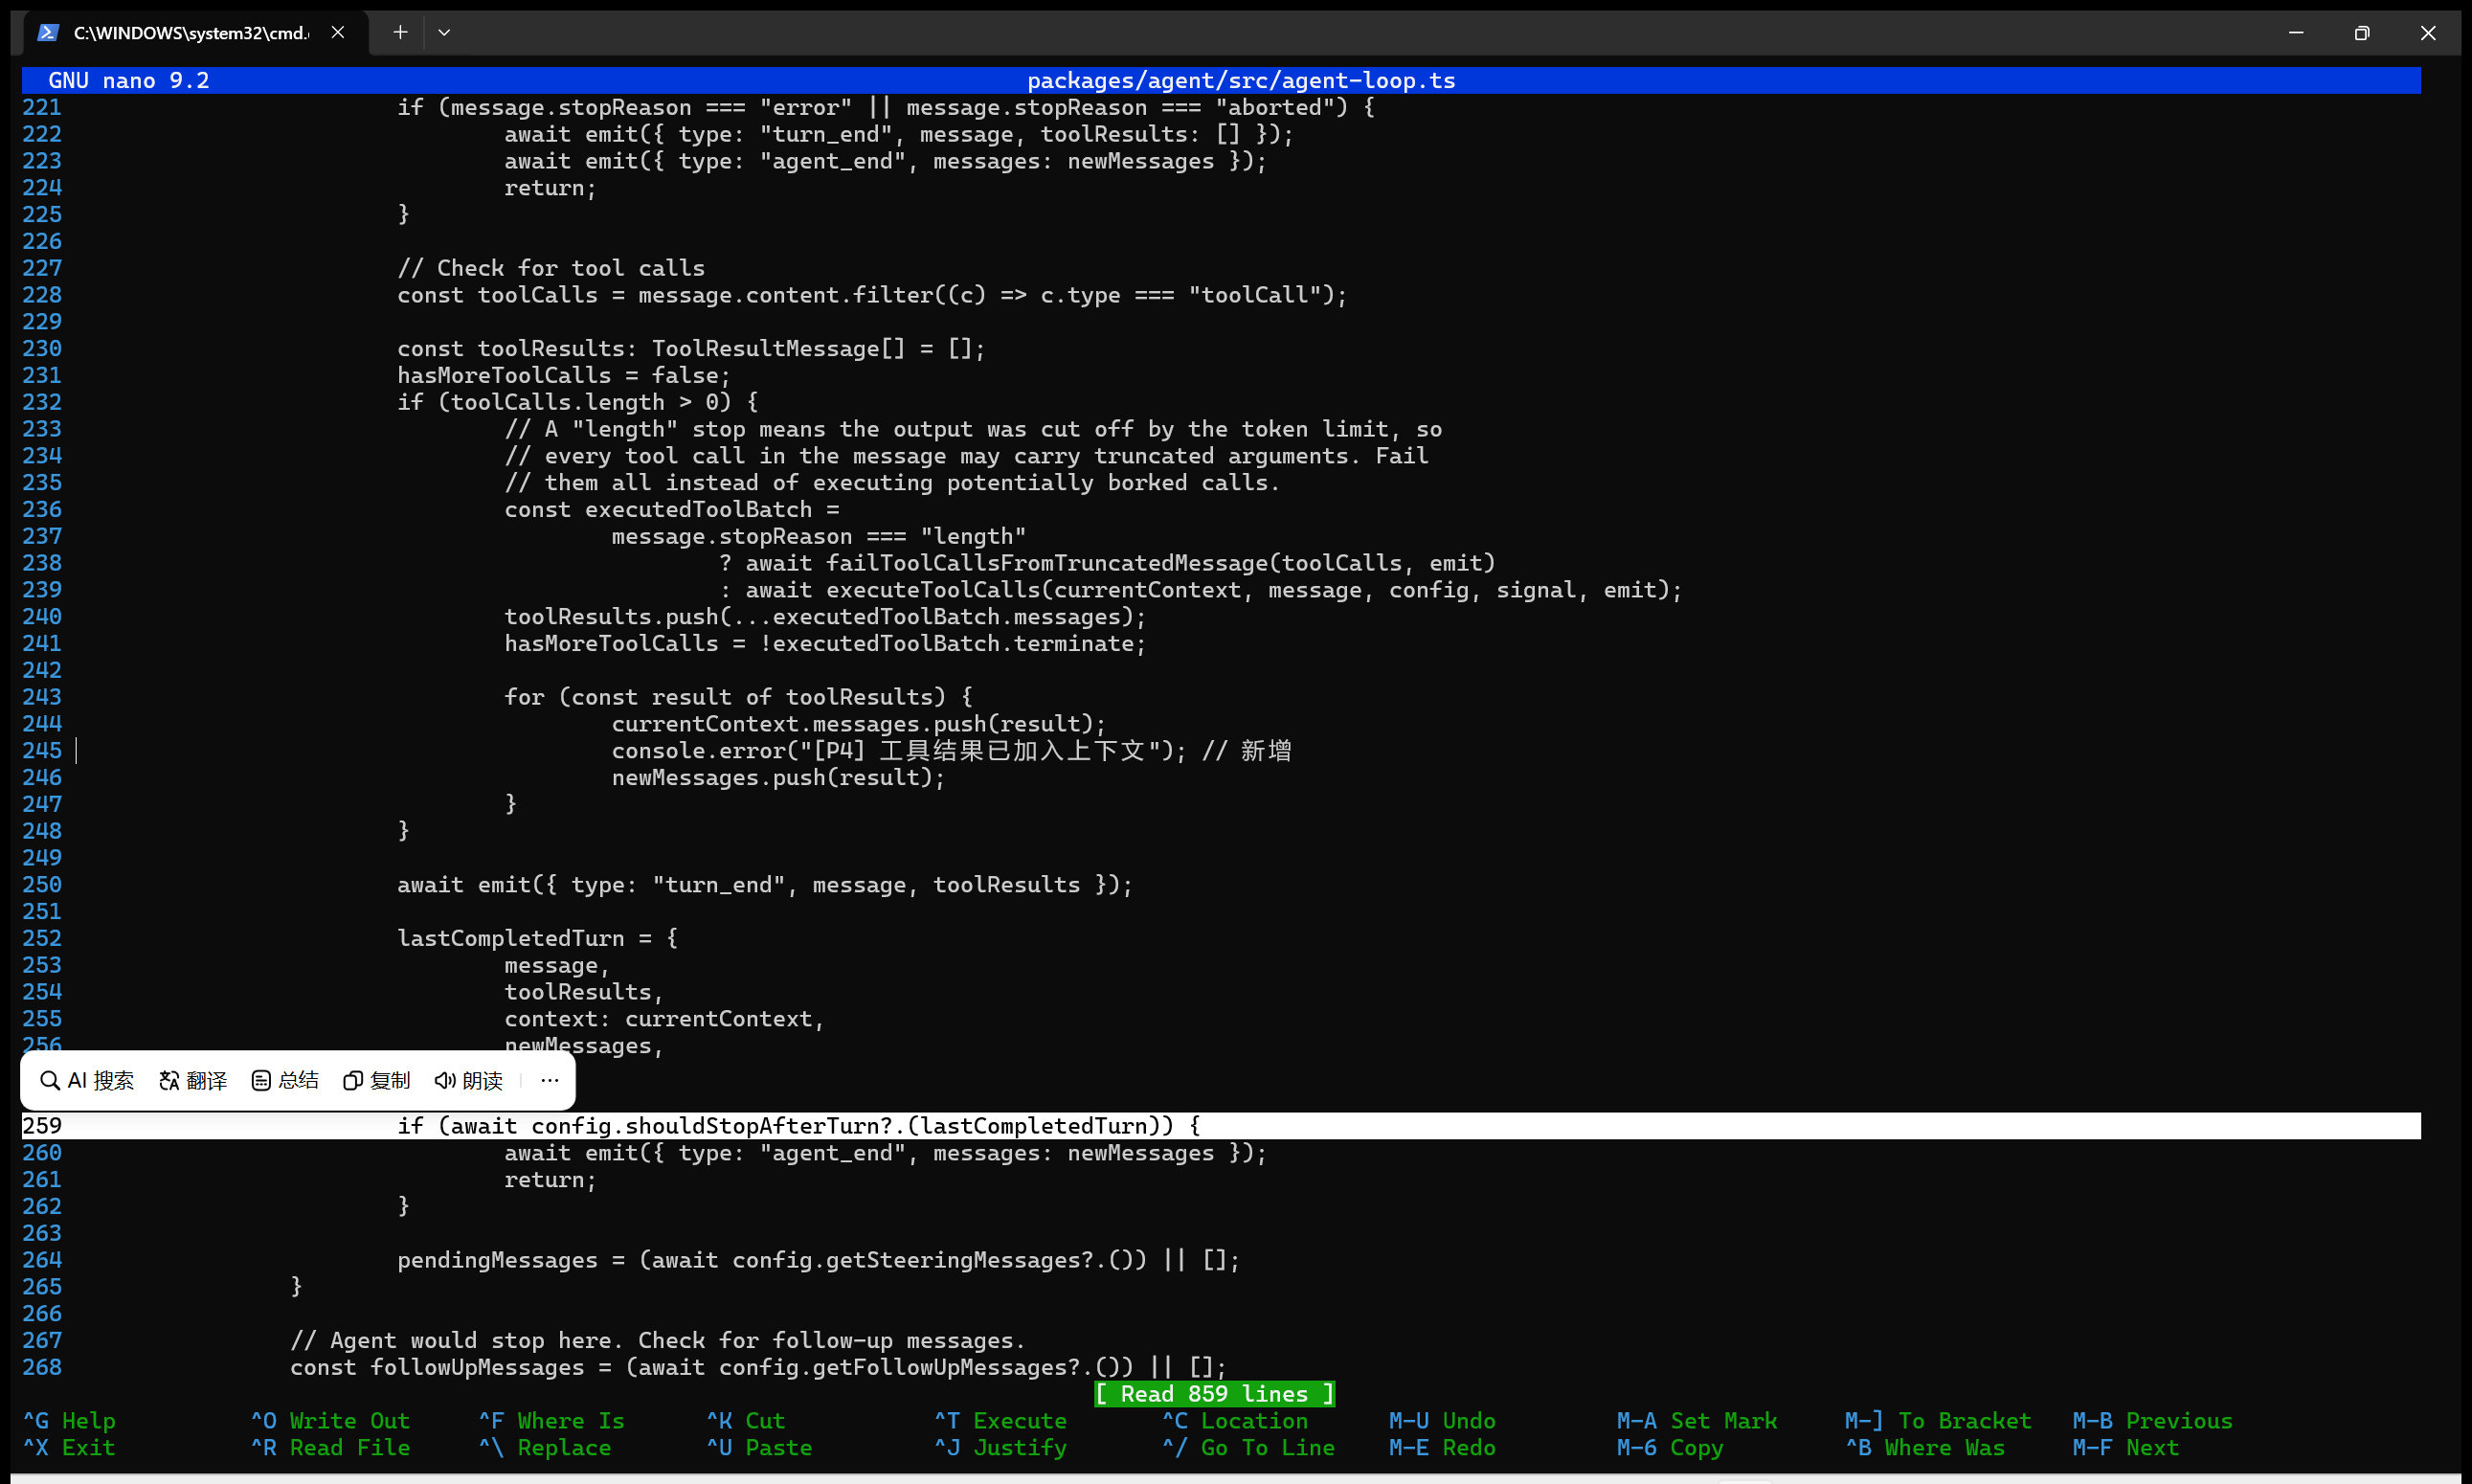 C:\WINDOWS\system32\cmd.
GNU nano 9.2 packages/agent/src/agent-loop.ts
221 if (message.stopReason === "error" || message.stopReason === "aborted") {
222 await emit({ type: "turn_end", message, toolResults: [] });
223 await emit({ type: "agent_end", messages: newMessages });
224 return;
225 }
226
227 // Check for tool calls
228 const toolCalls = message.content.filter((c) => c.type === "toolCall");
229
230 const toolResults: ToolResultMessage[] = [];
231 hasMoreToolCalls = false;
232 if (toolCalls.length > 0) {
233 // A "length" stop means the output was cut off by the token limit, so
234 // every tool call in the message may carry truncated arguments. Fail
235 // them all instead of executing potentially borked calls.
236 const executedToolBatch =
237 message.stopReason === "length"
238 ? await failToolCallsFromTruncatedMessage(toolCalls, emit)
239 : await executeToolCalls(currentContext, message, config, signal, emit);
240 toolResults.push(...executedToolBatch.messages);
241 hasMoreToolCalls = !executedToolBatch.terminate;
242
243 for (const result of toolResults) {
244 currentContext.messages.push(result);
245 console.error("[P4] 工具结果已加入上下文"); // 新增
246 newMessages.push(result);
247 }
248 }
249
250 await emit({ type: "turn_end", message, toolResults });
251
252 lastCompletedTurn = {
253 message,
254 toolResults,
255 context: currentContext,
256 newMessages,
AI 搜索 翻译 总结 复制 朗读 ···
259 if (await config.shouldStopAfterTurn?.(lastCompletedTurn)) {
260 await emit({ type: "agent_end", messages: newMessages });
261 return;
262 }
263
264 pendingMessages = (await config.getSteeringMessages?.()) || [];
265 }
266
267 // Agent would stop here. Check for follow-up messages.
268 const followUpMessages = (await config.getFollowUpMessages?.()) || [];
[ Read 859 lines ]
^G Help ^O Write Out ^F Where Is ^K Cut ^T Execute ^C Location M-U Undo M-A Set Mark M-] To Bracket M-B Previous
^X Exit ^R Read File ^\ Replace ^U Paste ^J Justify ^/ Go To Line M-E Redo M-6 Copy ^B Where Was M-F Next